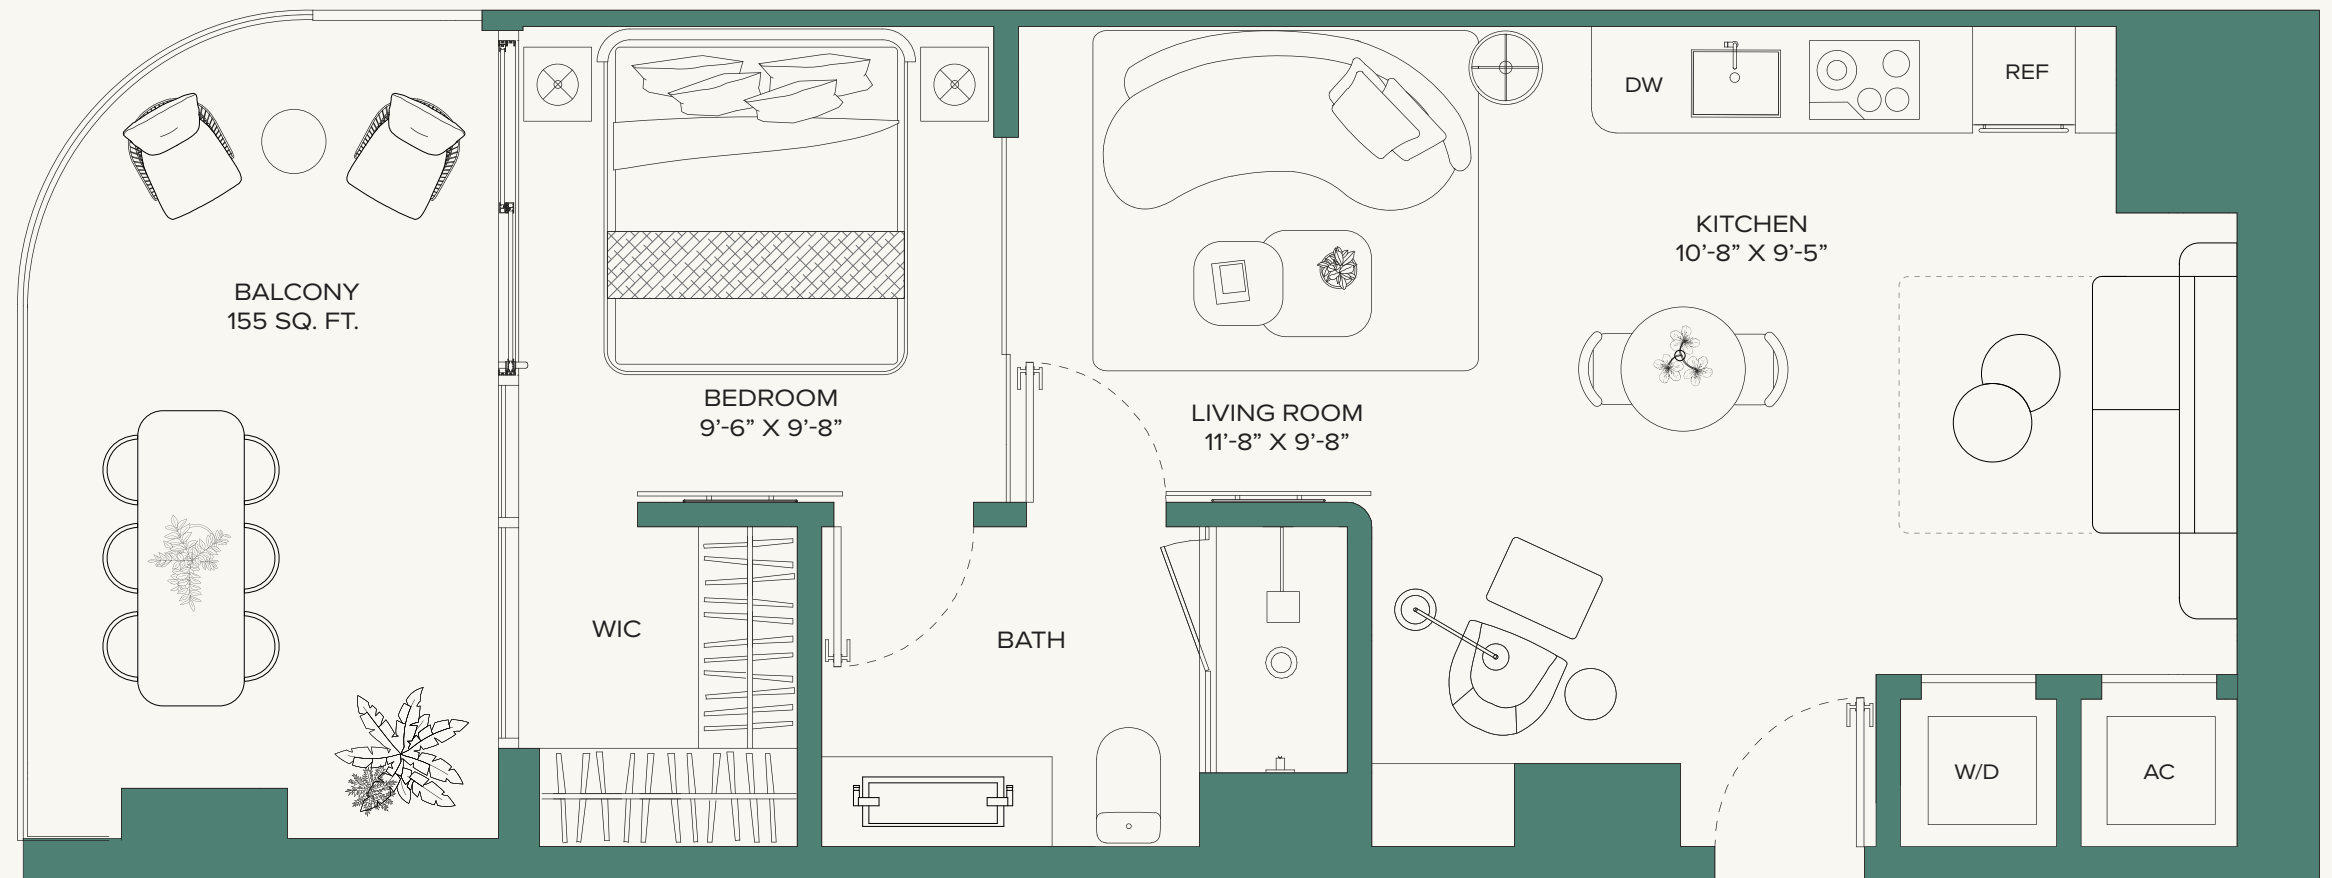 DW
REF
KITCHEN
10’-8” X 9’-5”
BALCONY
155 SQ. FT.
BEDROOM
9’-6” X 9’-8”
LIVING ROOM
11’-8” X 9’-8”
WIC
BATH
W/D
AC